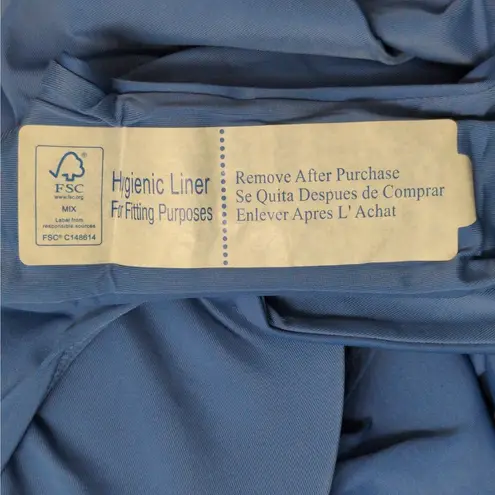 FSC
www.fsc.org
MIX
Label from
responsible sources
FSC® C148614
Hygienic Liner
For Fitting Purposes
Remove After Purchase
Se Quita Despues de Comprar
Enlever Apres L' Achat